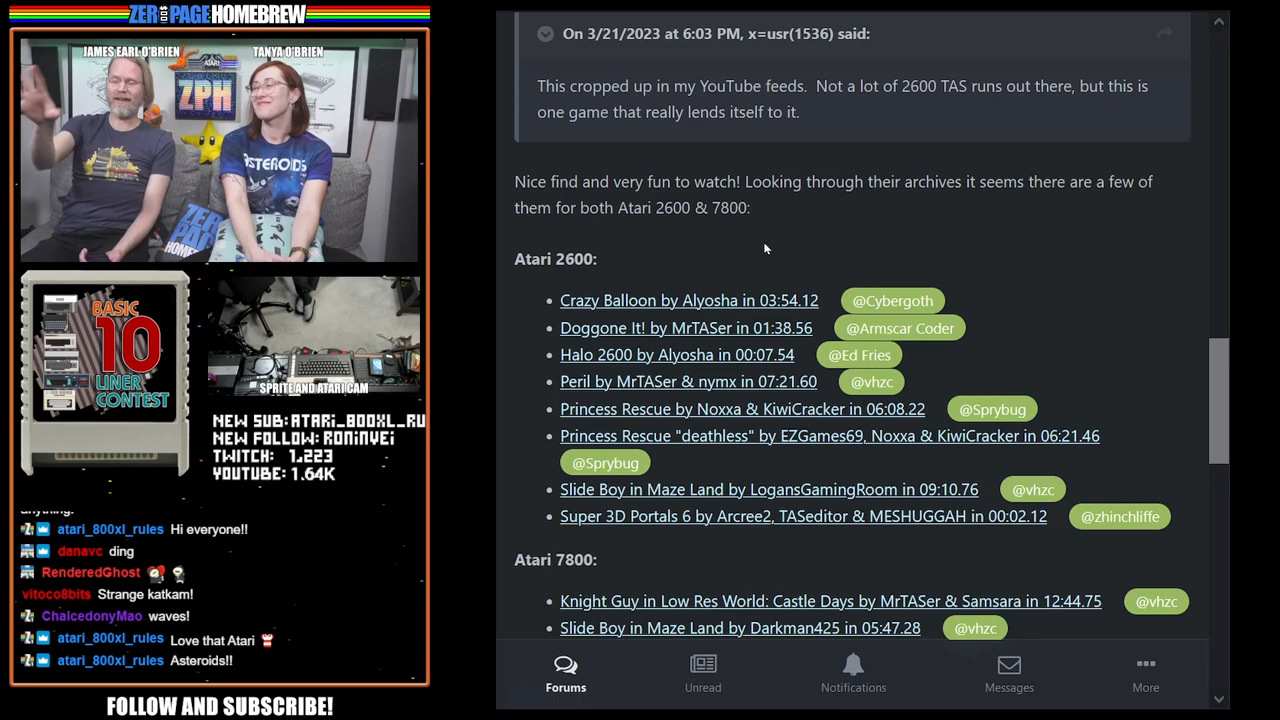 ZEROPAGE HOMEBREW
JAMES EARL O'BRIEN
TANYA O'BRIEN
ATARI
ZPH
ASTEROIDS
ZERO
PAGE
HOMEBREW
BASIC
10
LINER
CONTEST
SPRITE AND ATARI CAM
NEW SUB:ATARI_800XL_RU
NEW FOLLOW: RONINVEI
TWITCH: 1,223
YOUTUBE: 1.64K
anything.
atari_800xl_rules Hi everyone!!
danavc ding
RenderedGhost
vitoco8bits Strange katkam!
ChalcedonyMao waves!
atari_800xl_rules Love that Atari
atari_800xl_rules Asteroids!!
FOLLOW AND SUBSCRIBE!
On 3/21/2023 at 6:03 PM, x=usr(1536) said:
This cropped up in my YouTube feeds.  Not a lot of 2600 TAS runs out there, but this is
one game that really lends itself to it.
Nice find and very fun to watch! Looking through their archives it seems there are a few of
them for both Atari 2600 & 7800:
Atari 2600:
• Crazy Balloon by Alyosha in 03:54.12 @Cybergoth
• Doggone It! by MrTASer in 01:38.56 @Armscar Coder
• Halo 2600 by Alyosha in 00:07.54 @Ed Fries
• Peril by MrTASer & nymx in 07:21.60 @vhzc
• Princess Rescue by Noxxa & KiwiCracker in 06:08.22 @Sprybug
• Princess Rescue "deathless" by EZGames69, Noxxa & KiwiCracker in 06:21.46
@Sprybug
• Slide Boy in Maze Land by LogansGamingRoom in 09:10.76 @vhzc
• Super 3D Portals 6 by Arcree2, TASeditor & MESHUGGAH in 00:02.12 @zhinchliffe
Atari 7800:
• Knight Guy in Low Res World: Castle Days by MrTASer & Samsara in 12:44.75 @vhzc
• Slide Boy in Maze Land by Darkman425 in 05:47.28 @vhzc
Forums
Unread
Notifications
Messages
More